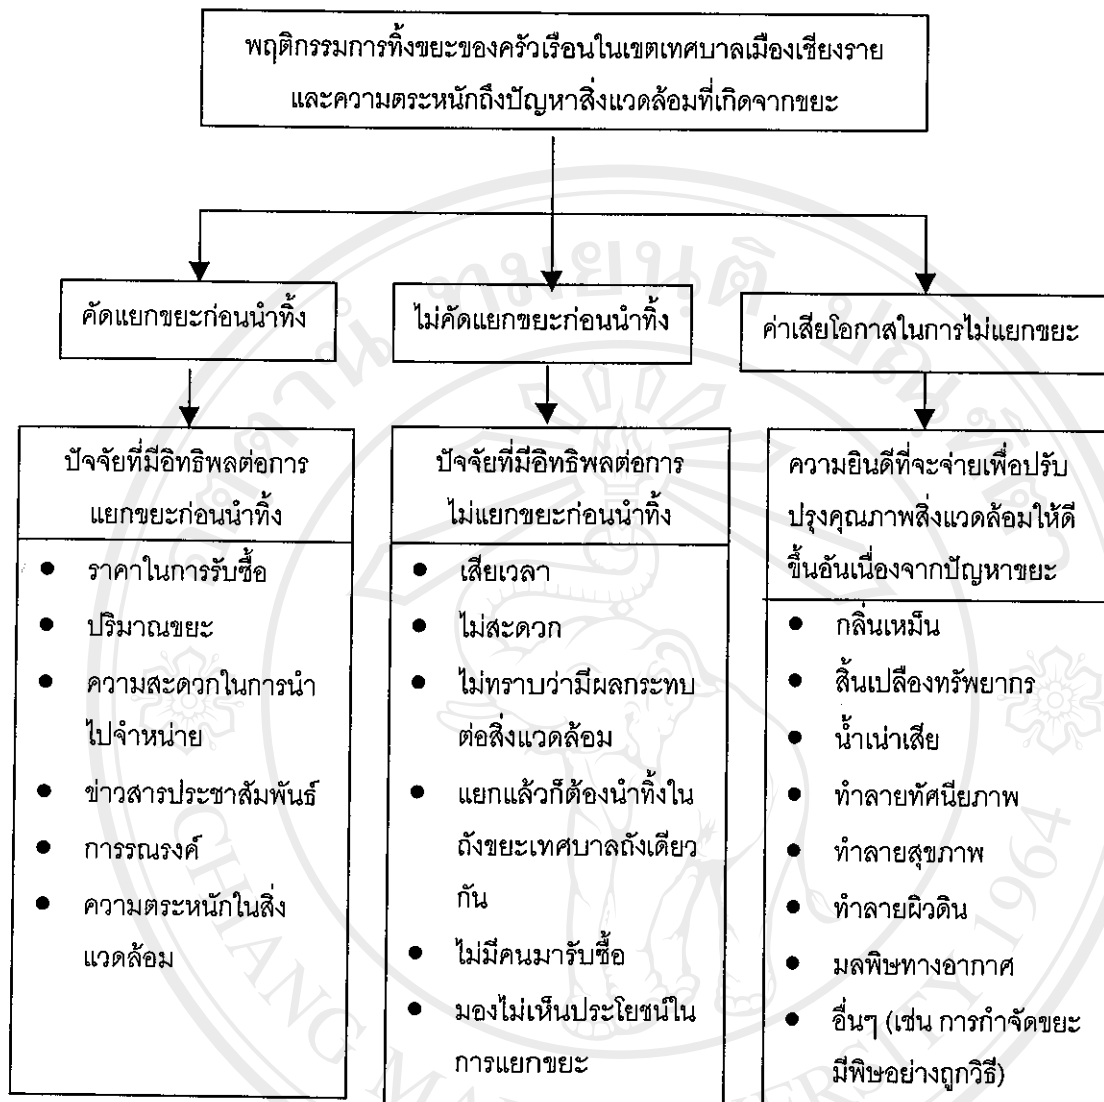 พฤติกรรมการทิ้งขยะของครัวเรือนในเขตเทศบาลเมืองเชียงราย
และความตระหนักถึงปัญหาสิ่งแวดล้อมที่เกิดจากขยะ
คัดแยกขยะก่อนนำทิ้ง
ไม่คัดแยกขยะก่อนนำทิ้ง
ค่าเสียโอกาสในการไม่แยกขยะ
ปัจจัยที่มีอิทธิพลต่อการ
แยกขยะก่อนนำทิ้ง
● ราคาในการรับซื้อ
● ปริมาณขยะ
● ความสะดวกในการนำ
ไปจำหน่าย
● ข่าวสารประชาสัมพันธ์
● การรณรงค์
● ความตระหนักในสิ่ง
แวดล้อม
ปัจจัยที่มีอิทธิพลต่อการ
ไม่แยกขยะก่อนนำทิ้ง
● เสียเวลา
● ไม่สะดวก
● ไม่ทราบว่ามีผลกระทบ
ต่อสิ่งแวดล้อม
● แยกแล้วก็ต้องนำทิ้งใน
ถังขยะเทศบาลถังเดียว
กัน
● ไม่มีคนมารับซื้อ
● มองไม่เห็นประโยชน์ใน
การแยกขยะ
ความยินดีที่จะจ่ายเพื่อปรับ
ปรุงคุณภาพสิ่งแวดล้อมให้ดี
ขึ้นอันเนื่องจากปัญหาขยะ
● กลิ่นเหม็น
● สิ้นเปลืองทรัพยากร
● น้ำเน่าเสีย
● ทำลายทัศนียภาพ
● ทำลายสุขภาพ
● ทำลายผิวดิน
● มลพิษทางอากาศ
● อื่นๆ (เช่น การกำจัดขยะ
มีพิษอย่างถูกวิธี)
อตฺตานํ ทมยนฺติ ปณฺฑิตา
CHIANG MAI UNIVERSITY 1964